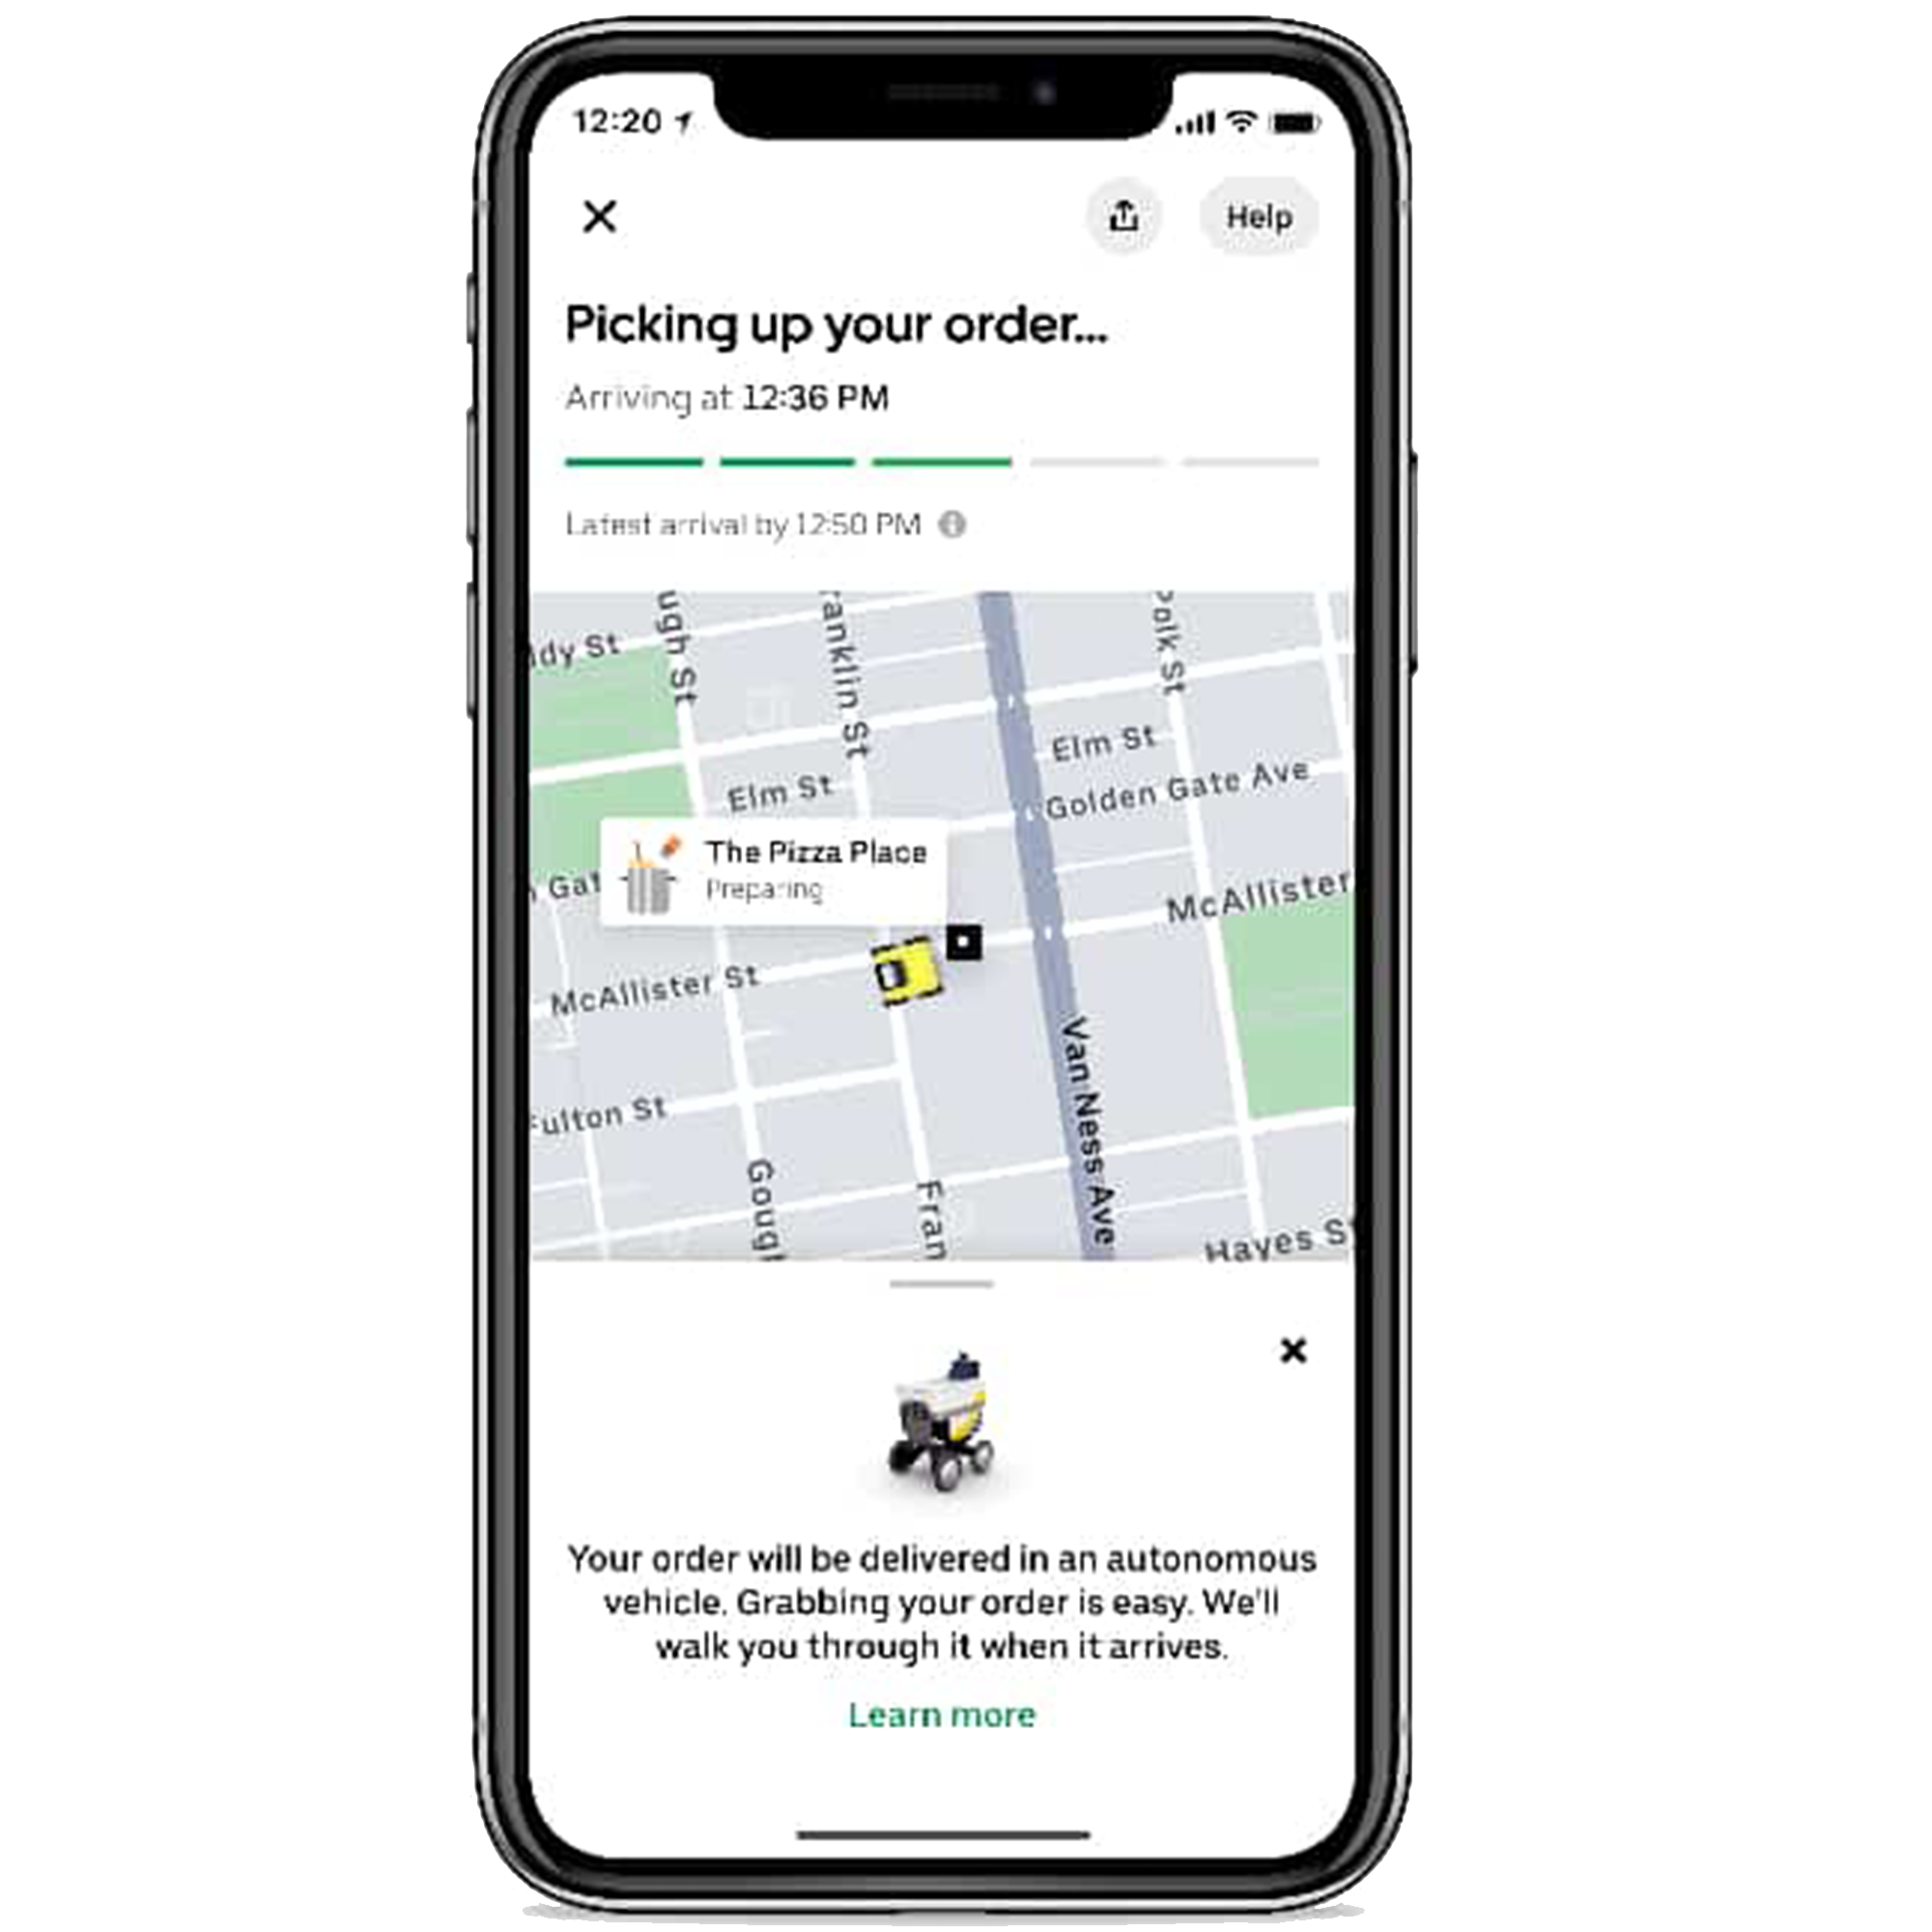 12:20
Help
Picking up your order...
Arriving at 12:36 PM
Latest arrival by 12:50 PM
ddy St
ugh St
ranklin St
Polk St
Elm St
Elm St
Golden Gate Ave
The Pizza Place
Preparing
n Gat
McAllister
McAllister St
Fulton St
Van Ness Ave
Gough
Fran
Hayes St
Your order will be delivered in an autonomous
vehicle. Grabbing your order is easy. We'll
walk you through it when it arrives.
Learn more